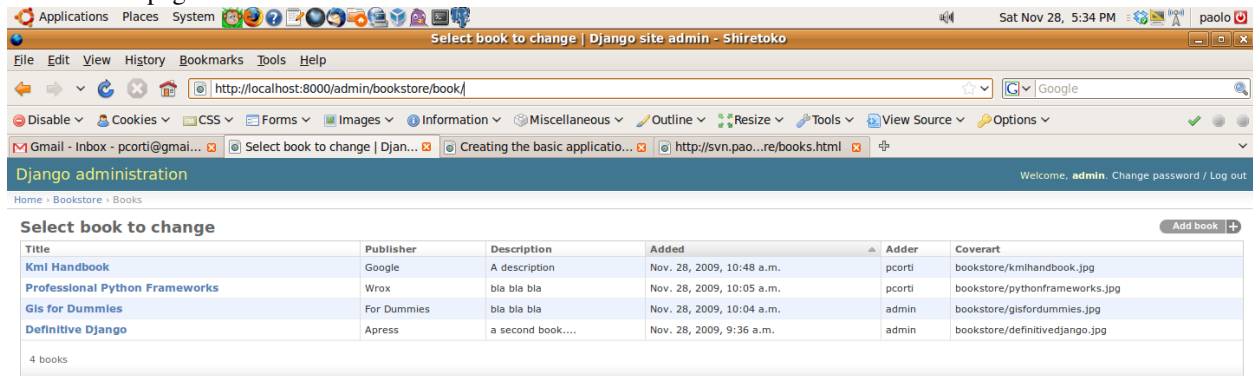 Applications Places System Sat Nov 28, 5:34 PM paolo
Select book to change | Django site admin - Shiretoko
File Edit View History Bookmarks Tools Help
http://localhost:8000/admin/bookstore/book/ G Google
Disable Cookies CSS Forms Images Information Miscellaneous Outline Resize Tools View Source Options
Gmail - Inbox - pcorti@gmai... Select book to change | Djan... Creating the basic applicatio... http://svn.pao...re/books.html
Django administration Welcome, admin. Change password / Log out
Home › Bookstore › Books
Select book to change Add book +
Title Publisher Description Added Adder Coverart
Kml Handbook Google A description Nov. 28, 2009, 10:48 a.m. pcorti bookstore/kmlhandbook.jpg
Professional Python Frameworks Wrox bla bla bla Nov. 28, 2009, 10:05 a.m. pcorti bookstore/pythonframeworks.jpg
Gis for Dummies For Dummies bla bla bla Nov. 28, 2009, 10:04 a.m. admin bookstore/gisfordummies.jpg
Definitive Django Apress a second book.... Nov. 28, 2009, 9:36 a.m. admin bookstore/definitivedjango.jpg
4 books